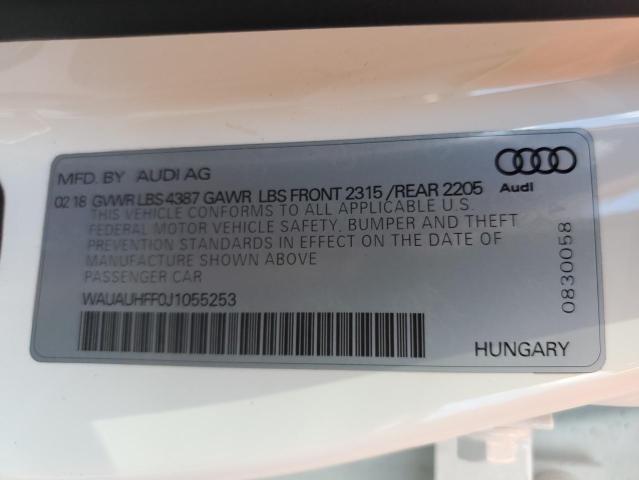 MFD. BY AUDI AG
02 18 GVWR LBS 4387 GAWR LBS FRONT 2315 /REAR 2205
THIS VEHICLE CONFORMS TO ALL APPLICABLE U.S.
FEDERAL MOTOR VEHICLE SAFETY, BUMPER AND THEFT
PREVENTION STANDARDS IN EFFECT ON THE DATE OF
MANUFACTURE SHOWN ABOVE
PASSENGER CAR
WAUAUHFF0J1055253
HUNGARY
Audi
0830058